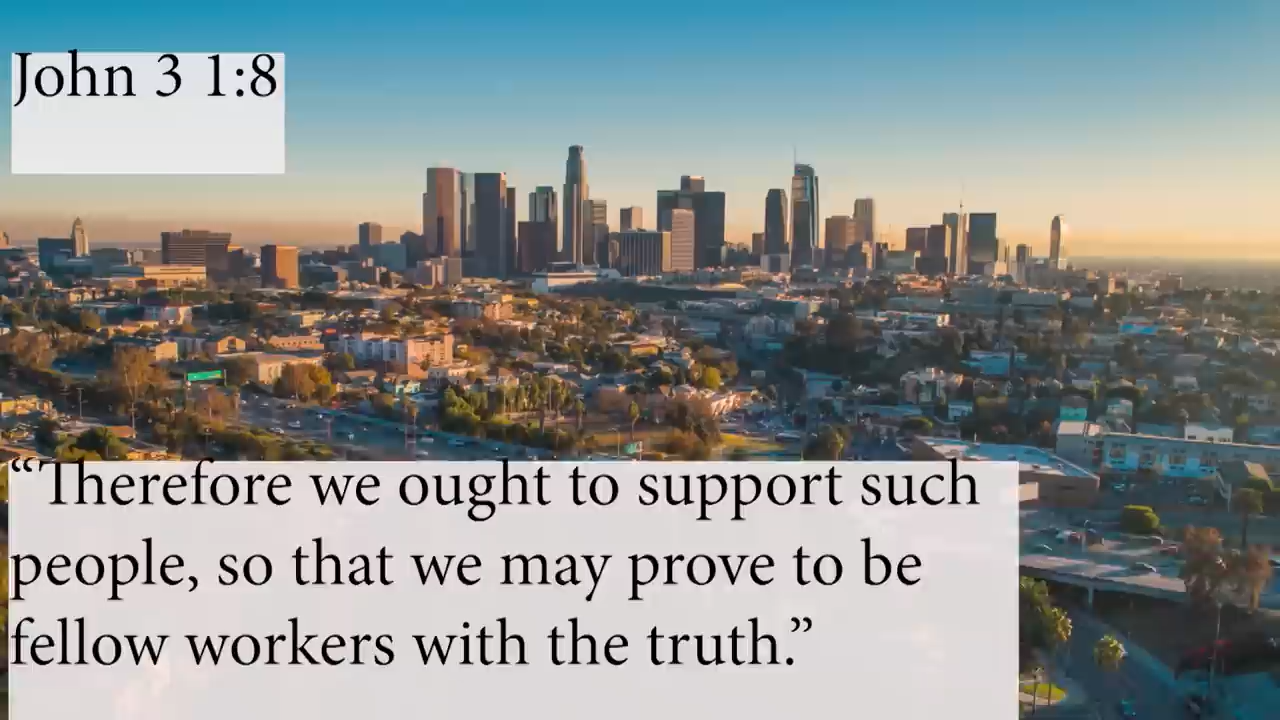 John 3 1:8
“Therefore we ought to support such
people, so that we may prove to be
fellow workers with the truth.”